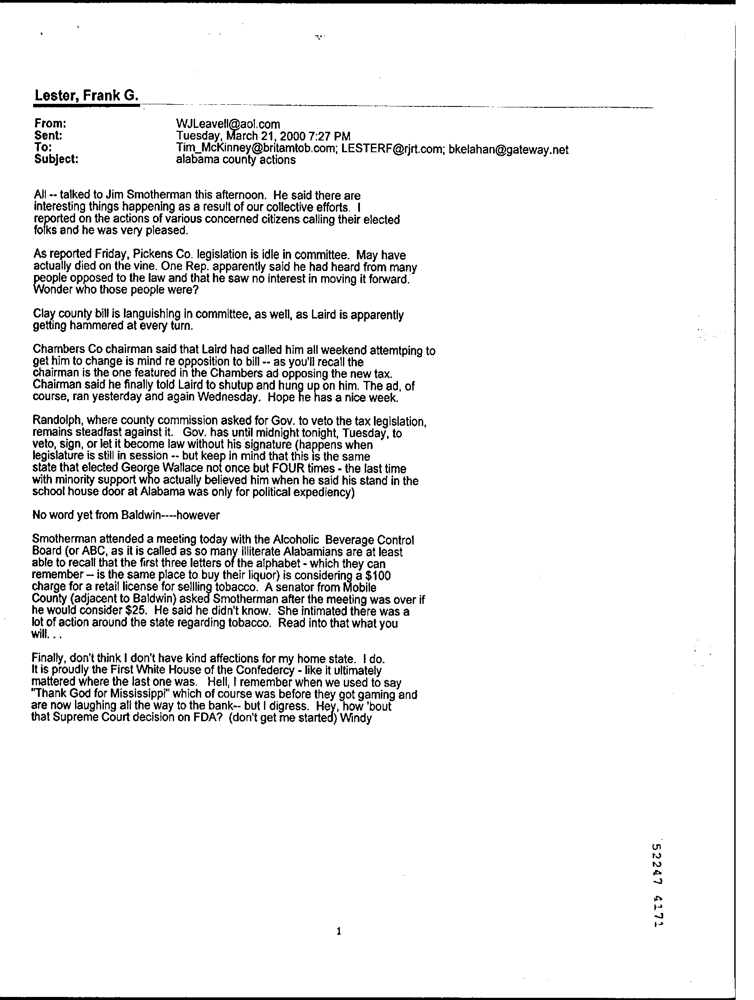 Lester, Frank G.
From: WJLeavell@aol.com
Sent: Tuesday, March 21, 2000 7:27 PM
To: Tim_McKinney@britamtob.com; LESTERF@rjrt.com; bkelahan@gateway.net
Subject: alabama county actions
All -- talked to Jim Smotherman this afternoon. He said there are
interesting things happening as a result of our collective efforts. I
reported on the actions of various concerned citizens calling their elected
folks and he was very pleased.
As reported Friday, Pickens Co. legislation is idle in committee. May have
actually died on the vine. One Rep. apparently said he had heard from many
people opposed to the law and that he saw no interest in moving it forward.
Wonder who those people were?
Clay county bill is languishing in committee, as well, as Laird is apparently
getting hammered at every turn.
Chambers Co chairman said that Laird had called him all weekend attemtping to
get him to change is mind re opposition to bill -- as you'll recall the
chairman is the one featured in the Chambers ad opposing the new tax.
Chairman said he finally told Laird to shutup and hung up on him. The ad, of
course, ran yesterday and again Wednesday. Hope he has a nice week.
Randolph, where county commission asked for Gov. to veto the tax legislation,
remains steadfast against it. Gov. has until midnight tonight, Tuesday, to
veto, sign, or let it become law without his signature (happens when
legislature is still in session -- but keep in mind that this is the same
state that elected George Wallace not once but FOUR times - the last time
with minority support who actually believed him when he said his stand in the
school house door at Alabama was only for political expediency)
No word yet from Baldwin----however
Smotherman attended a meeting today with the Alcoholic Beverage Control
Board (or ABC, as it is called as so many illiterate Alabamians are at least
able to recall that the first three letters of the alphabet - which they can
remember -- is the same place to buy their liquor) is considering a $100
charge for a retail license for sellling tobacco. A senator from Mobile
County (adjacent to Baldwin) asked Smotherman after the meeting was over if
he would consider $25. He said he didn't know. She intimated there was a
lot of action around the state regarding tobacco. Read into that what you
will. . .
Finally, don't think I don't have kind affections for my home state. I do.
It is proudly the First White House of the Confedercy - like it ultimately
mattered where the last one was. Hell, I remember when we used to say
"Thank God for Mississippi" which of course was before they got gaming and
are now laughing all the way to the bank-- but I digress. Hey, how 'bout
that Supreme Court decision on FDA? (don't get me started) Windy
52247 4171
1